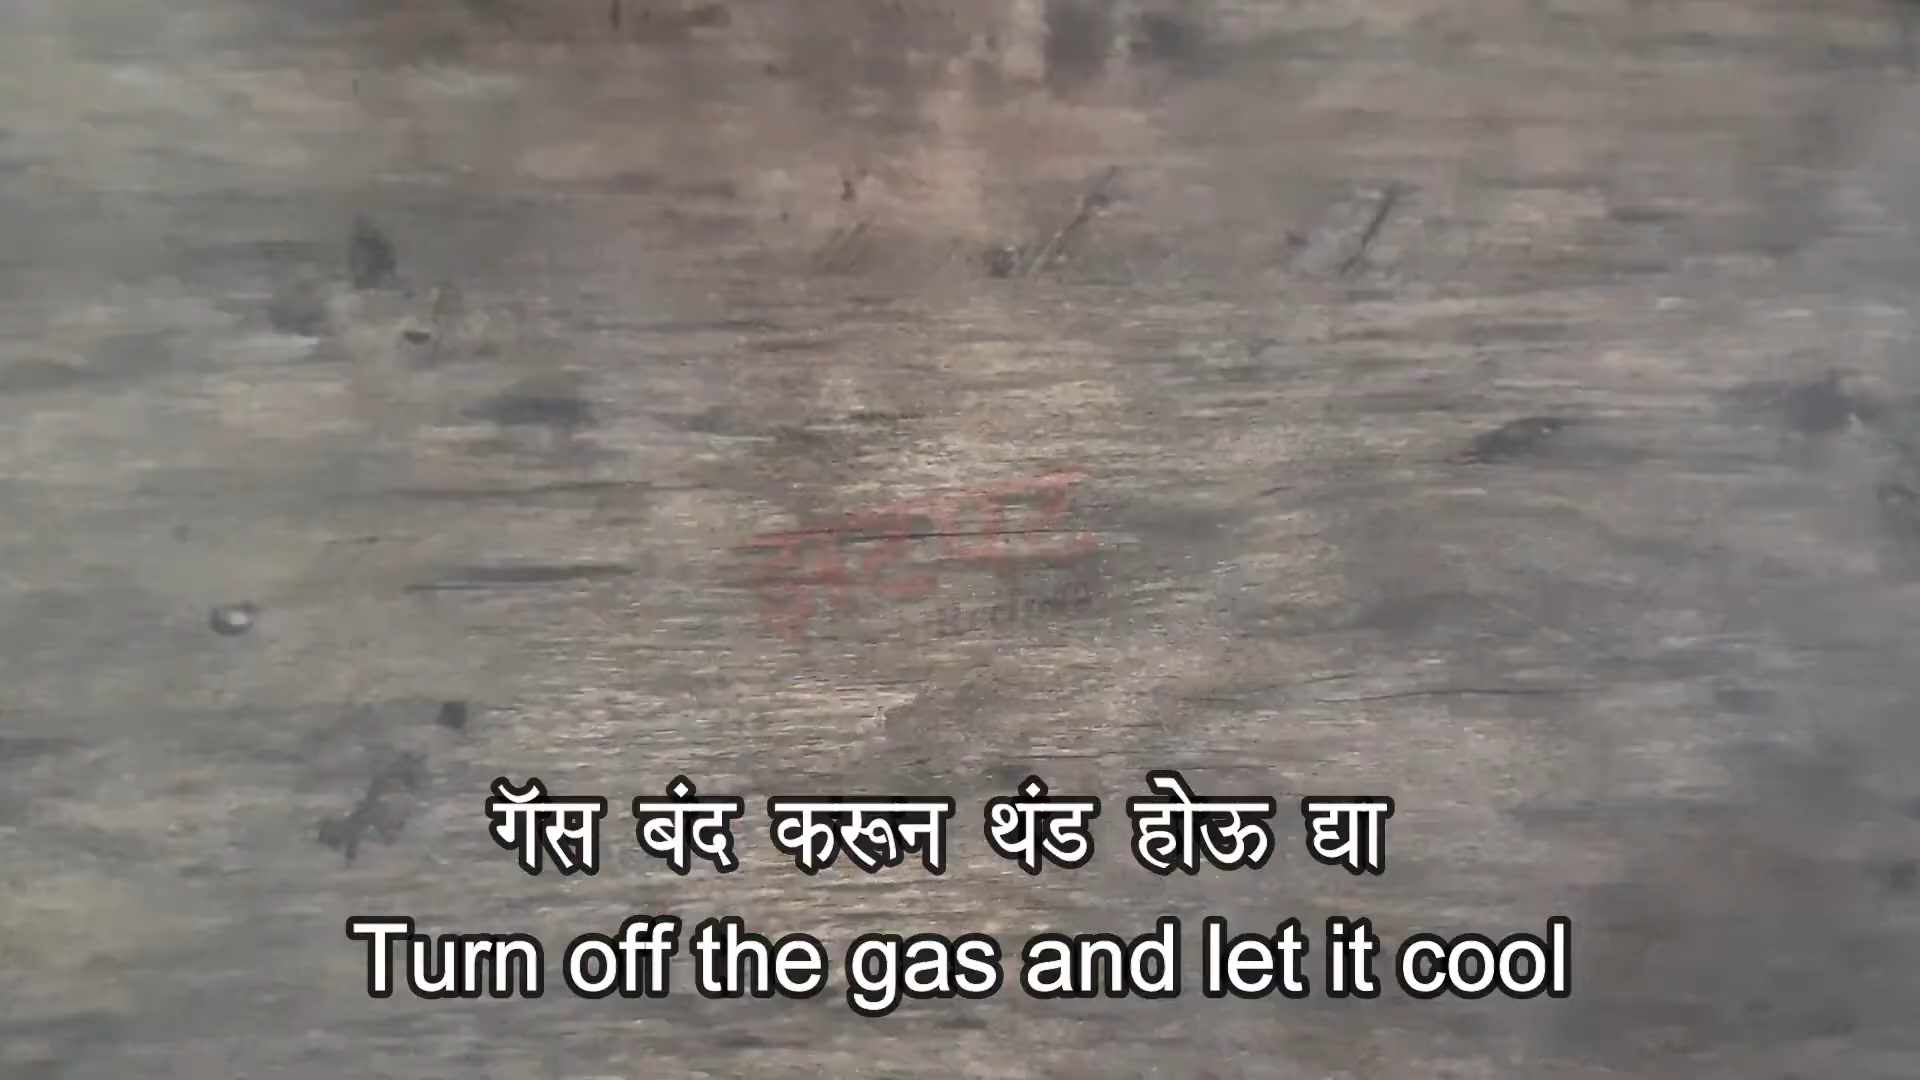 गॅस बंद करून थंड होऊ द्या
Turn off the gas and let it cool